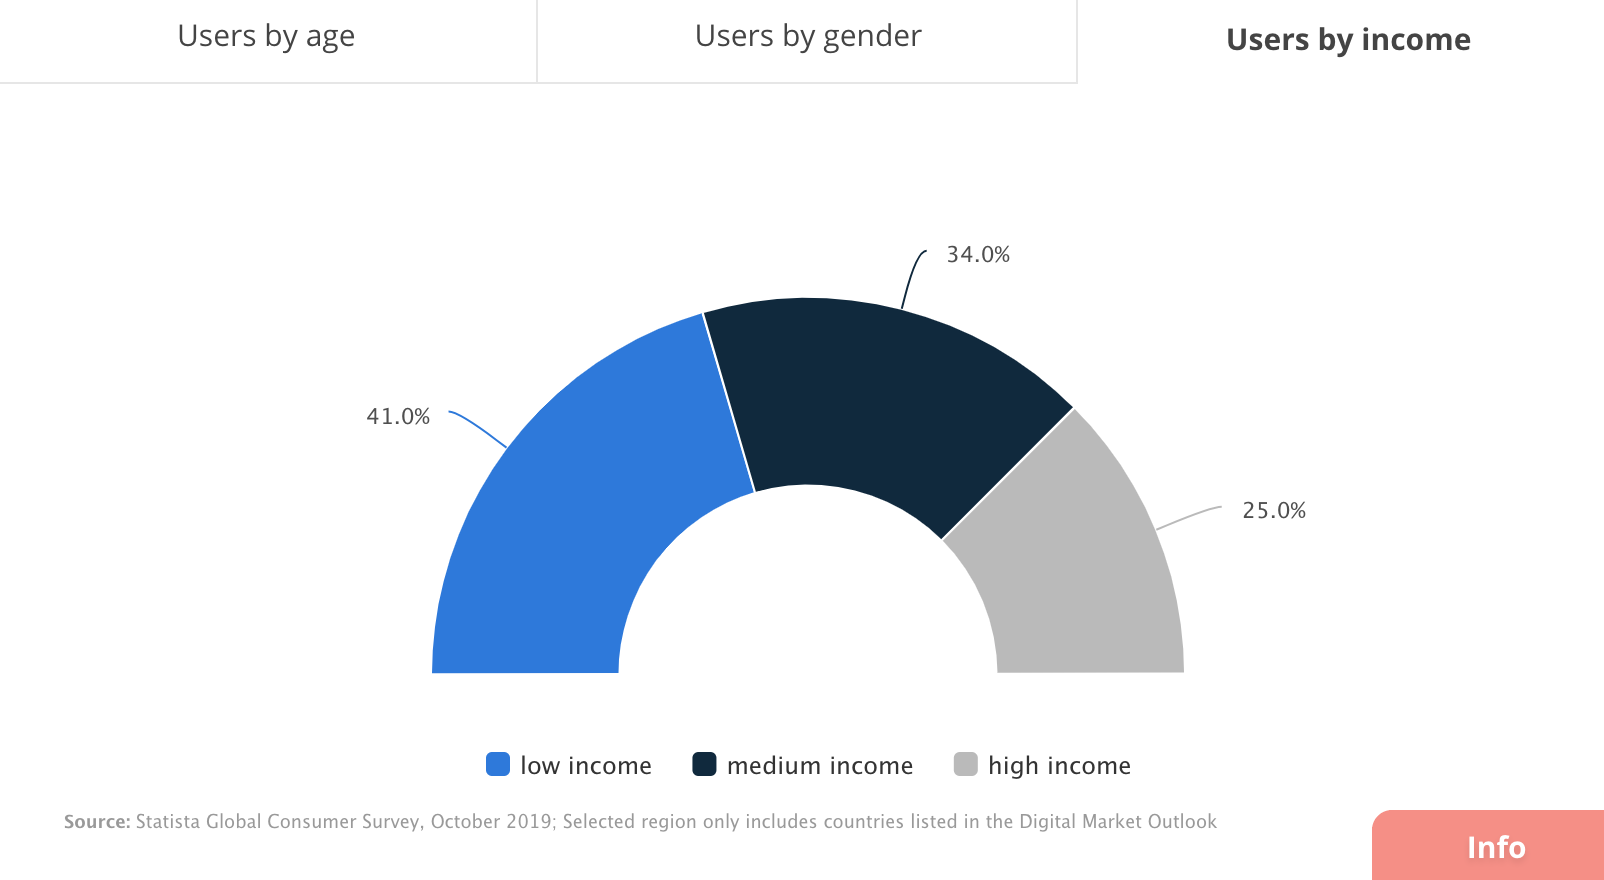 Users by age
Users by gender
Users by income
34.0%
41.0%
25.0%
low income
medium income
high income
Source: Statista Global Consumer Survey, October 2019; Selected region only includes countries listed in the Digital Market Outlook
Info